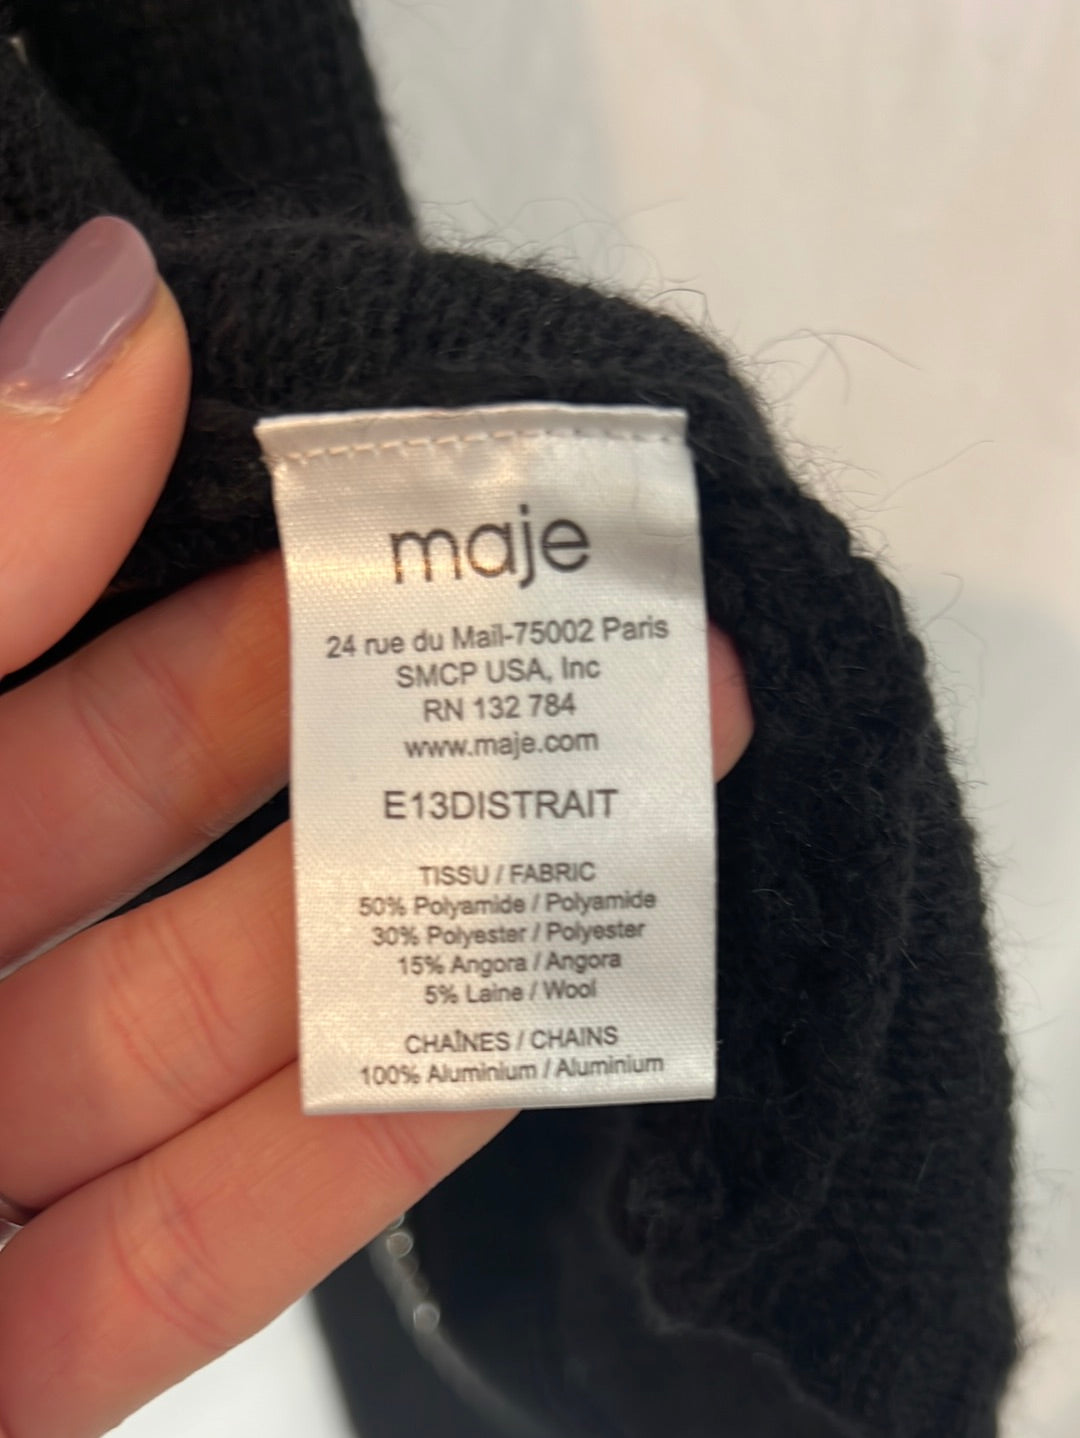 maje
24 rue du Mail-75002 Paris
SMCP USA, Inc
RN 132 784
www.maje.com
E13DISTRAIT
TISSU / FABRIC
50% Polyamide / Polyamide
30% Polyester / Polyester
15% Angora / Angora
5% Laine / Wool
CHAÎNES / CHAINS
100% Aluminium / Aluminium